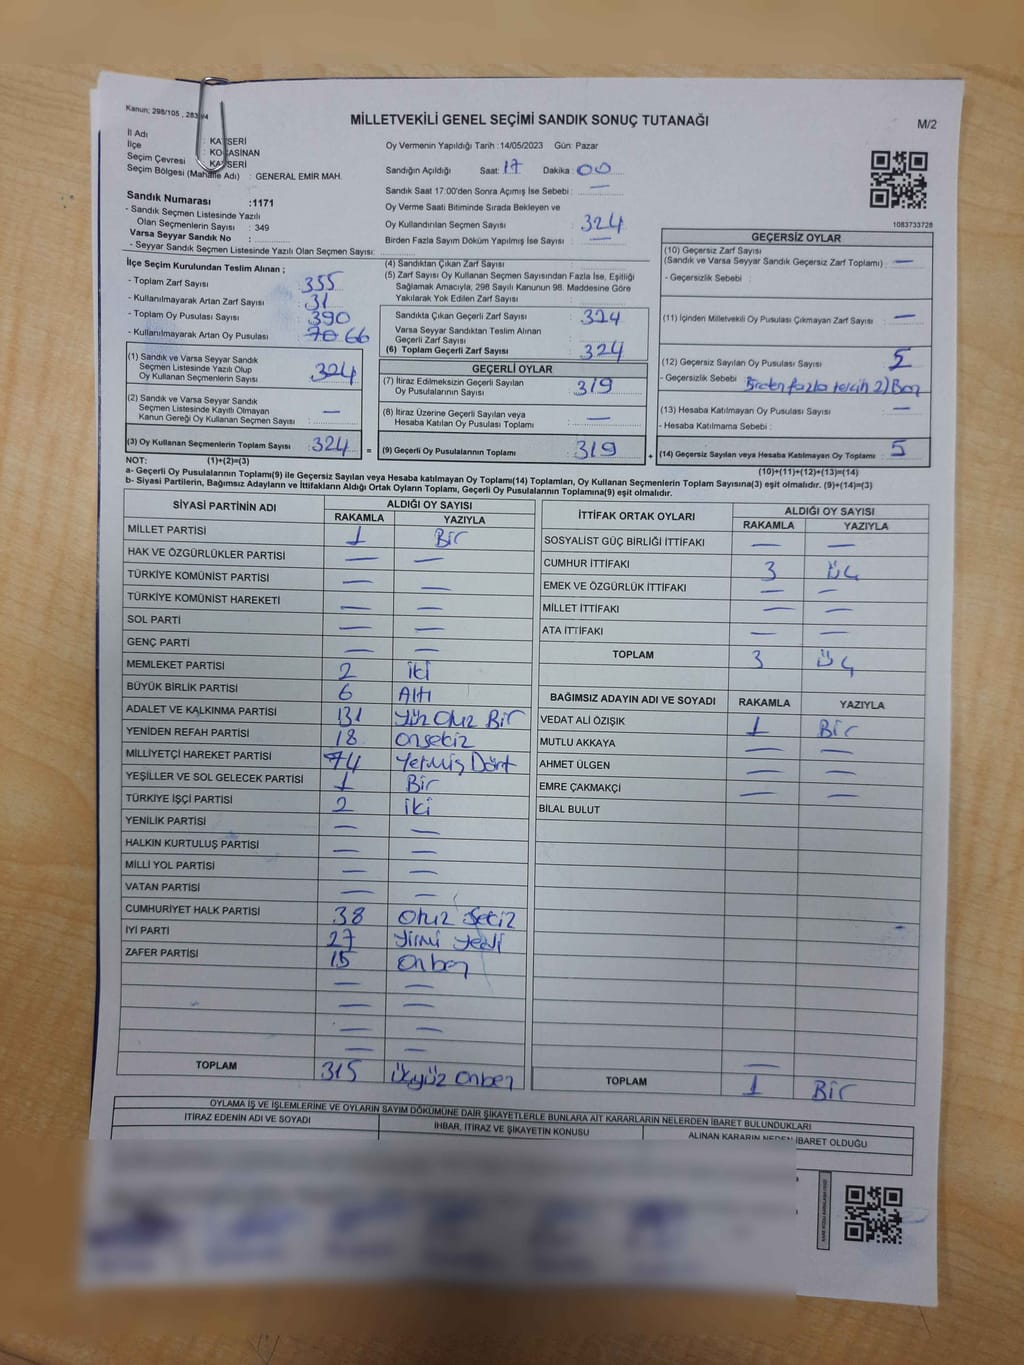 Kanun; 298/105 , 283
MİLLETVEKİLİ GENEL SEÇİMİ SANDIK SONUÇ TUTANAĞI
M/2
İl Adı : KAYSERİ
İlçe : KOCASİNAN
Seçim Çevresi : KAYSERİ
Seçim Bölgesi (Mahalle Adı) : GENERAL EMİR MAH.
Oy Vermenin Yapıldığı Tarih : 14/05/2023 Gün: Pazar
Sandığın Açıldığı Saat: 17 Dakika: 00
Sandık Saat 17:00'den Sonra Açımış İse Sebebi : —
Oy Verme Saati Bitiminde Sırada Bekleyen ve
Oy Kullandırılan Seçmen Sayısı : 324
Birden Fazla Sayım Döküm Yapılmış İse Sayısı : —
1083733728
Sandık Numarası :1171
- Sandık Seçmen Listesinde Yazılı
Olan Seçmenlerin Sayısı : 349
Varsa Seyyar Sandık No :
- Seyyar Sandık Seçmen Listesinde Yazılı Olan Seçmen Sayısı:
İlçe Seçim Kurulundan Teslim Alınan ;
- Toplam Zarf Sayısı : 355
- Kullanılmayarak Artan Zarf Sayısı : 31
- Toplam Oy Pusulası Sayısı : 390
- Kullanılmayarak Artan Oy Pusulası : 70 66
(1) Sandık ve Varsa Seyyar Sandık
Seçmen Listesinde Yazılı Olup
Oy Kullanan Seçmenlerin Sayısı : 324
(2) Sandık ve Varsa Seyyar Sandık
Seçmen Listesinde Kayıtlı Olmayan
Kanun Gereği Oy Kullanan Seçmen Sayısı : —
(3) Oy Kullanan Seçmenlerin Toplam Sayısı : 324 =
(4) Sandıktan Çıkan Zarf Sayısı :
(5) Zarf Sayısı Oy Kullanan Seçmen Sayısından Fazla İse, Eşitliği
Sağlamak Amacıyla, 298 Sayılı Kanunun 98. Maddesine Göre
Yakılarak Yok Edilen Zarf Sayısı :
Sandıkta Çıkan Geçerli Zarf Sayısı : 324
Varsa Seyyar Sandıktan Teslim Alınan
Geçerli Zarf Sayısı :
(6) Toplam Geçerli Zarf Sayısı : 324
GEÇERLİ OYLAR
(7) İtiraz Edilmeksizin Geçerli Sayılan
Oy Pusulalarının Sayısı : 319
(8) İtiraz Üzerine Geçerli Sayılan veya
Hesaba Katılan Oy Pusulası Toplamı : —
(9) Geçerli Oy Pusulalarının Toplamı : 319 +
GEÇERSİZ OYLAR
(10) Geçersiz Zarf Sayısı
(Sandık ve Varsa Seyyar Sandık Geçersiz Zarf Toplamı) : —
- Geçersizlik Sebebi :
(11) İçinden Milletvekili Oy Pusulası Çıkmayan Zarf Sayısı : —
(12) Geçersiz Sayılan Oy Pusulası Sayısı : 5
- Geçersizlik Sebebi : Birden fazla tercih 2) Boş
(13) Hesaba Katılmayan Oy Pusulası Sayısı : —
- Hesaba Katılmama Sebebi :
(14) Geçersiz Sayılan veya Hesaba Katılmayan Oy Toplamı : 5
NOT: (1)+(2)=(3)
(10)+(11)+(12)+(13)=(14)
a- Geçerli Oy Pusulalarının Toplamı(9) ile Geçersiz Sayılan veya Hesaba katılmayan Oy Toplamı(14) Toplamları, Oy Kullanan Seçmenlerin Toplam Sayısına(3) eşit olmalıdır. (9)+(14)=(3)
b- Siyasi Partilerin, Bağımsız Adayların ve İttifakların Aldığı Ortak Oyların Toplamı, Geçerli Oy Pusulalarının Toplamına(9) eşit olmalıdır.
SİYASİ PARTİNİN ADI ALDIĞI OY SAYISI
RAKAMLA YAZIYLA
MİLLET PARTİSİ 1 Bir
HAK VE ÖZGÜRLÜKLER PARTİSİ — —
TÜRKİYE KOMÜNİST PARTİSİ — —
TÜRKİYE KOMÜNİST HAREKETİ — —
SOL PARTİ — —
GENÇ PARTİ — —
MEMLEKET PARTİSİ 2 iki
BÜYÜK BİRLİK PARTİSİ 6 Altı
ADALET VE KALKINMA PARTİSİ 131 Yüz Otuz Bir
YENİDEN REFAH PARTİSİ 18 onsekiz
MİLLİYETÇİ HAREKET PARTİSİ 74 Yetmiş Dört
YEŞİLLER VE SOL GELECEK PARTİSİ 1 Bir
TÜRKİYE İŞÇİ PARTİSİ 2 iki
YENİLİK PARTİSİ — —
HALKIN KURTULUŞ PARTİSİ — —
MİLLİ YOL PARTİSİ — —
VATAN PARTİSİ — —
CUMHURİYET HALK PARTİSİ 38 Otuz Sekiz
İYİ PARTİ 27 Yirmi Yedi
ZAFER PARTİSİ 15 Onbeş
— —
— —
— —
— —
TOPLAM 315 Üçyüz Onbeş
İTTİFAK ORTAK OYLARI ALDIĞI OY SAYISI
RAKAMLA YAZIYLA
SOSYALİST GÜÇ BİRLİĞİ İTTİFAKI — —
CUMHUR İTTİFAKI 3 Üç
EMEK VE ÖZGÜRLÜK İTTİFAKI — —
MİLLET İTTİFAKI — —
ATA İTTİFAKI — —
TOPLAM 3 Üç
BAĞIMSIZ ADAYIN ADI VE SOYADI RAKAMLA YAZIYLA
VEDAT ALİ ÖZIŞIK 1 Bir
MUTLU AKKAYA — —
AHMET ÜLGEN — —
EMRE ÇAKMAKÇİ — —
BİLAL BULUT
—
TOPLAM 1 Bir
OYLAMA İŞ VE İŞLEMLERİNE VE OYLARIN SAYIM DÖKÜMÜNE DAİR ŞİKAYETLERLE BUNLARA AİT KARARLARIN NELERDEN İBARET BULUNDUKLARI
İTİRAZ EDENİN ADI VE SOYADI İHBAR, İTİRAZ VE ŞİKAYETİN KONUSU ALINAN KARARIN NEDEN İBARET OLDUĞU